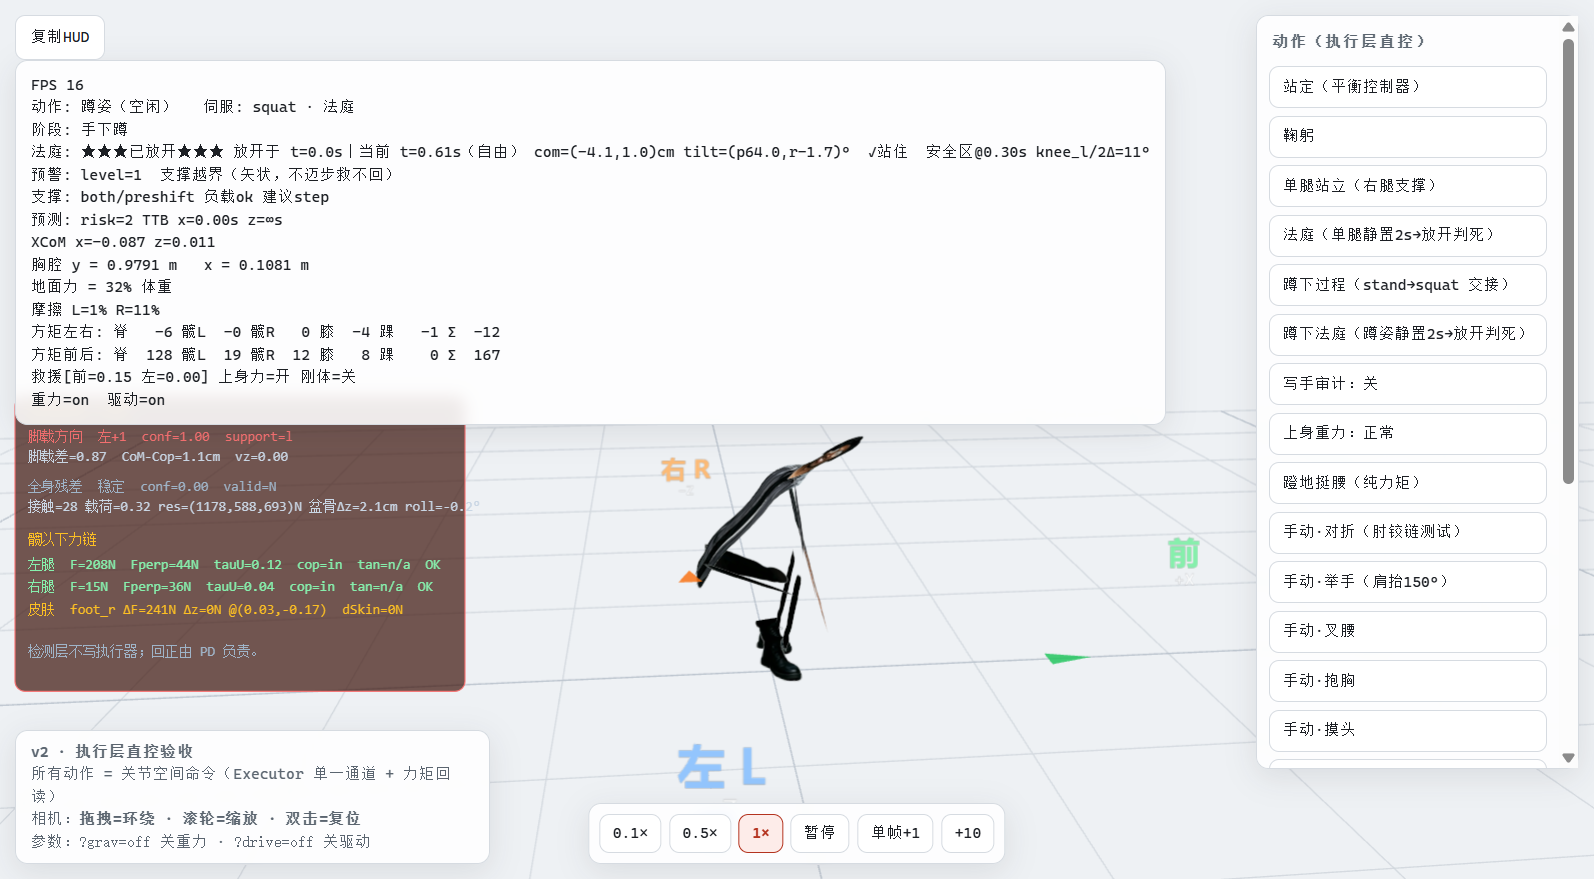 复制HUD
FPS 16
动作: 蹲姿（空闲） 伺服: squat · 法庭
阶段: 手下蹲
法庭: ★★★已放开★★★ 放开于 t=0.0s｜当前 t=0.61s（自由） com=(-4.1,1.0)cm tilt=(p64.0,r-1.7)° ✓站住 安全区@0.30s knee_l/2Δ=11°
预警: level=1 支撑越界（矢状，不迈步救不回）
支撑: both/preshift 负载ok 建议step
预测: risk=2 TTB x=0.00s z=∞s
XCoM x=-0.087 z=0.011
胸腔 y = 0.9791 m x = 0.1081 m
地面力 = 32% 体重
摩擦 L=1% R=11%
方矩左右: 脊 -6 髋L -0 髋R 0 膝 -4 踝 -1 Σ -12
方矩前后: 脊 128 髋L 19 髋R 12 膝 8 踝 0 Σ 167
救援[前=0.15 左=0.00] 上身力=开 刚体=关
重力=on 驱动=on
脚载方向 左+1 conf=1.00 support=l
脚载差=0.87 CoM-Cop=1.1cm vz=0.00
全身残差 稳定 conf=0.00 valid=N
接触=28 载荷=0.32 res=(1178,588,693)N 盆骨Δz=2.1cm roll=-0.2°
髋以下力链
左腿 F=208N Fperp=44N tauU=0.12 cop=in tan=n/a OK
右腿 F=15N Fperp=36N tauU=0.04 cop=in tan=n/a OK
皮肤 foot_r ΔF=241N Δz=0N @(0.03,-0.17) dSkin=0N
检测层不写执行器；回正由 PD 负责。
v2 · 执行层直控验收
所有动作 = 关节空间命令（Executor 单一通道 + 力矩回
读）
相机: 拖拽=环绕 · 滚轮=缩放 · 双击=复位
参数: ?grav=off 关重力 · ?drive=off 关驱动
右 R
前
左 L
0.1×
0.5×
1×
暂停
单帧+1
+10
动作（执行层直控）
站定（平衡控制器）
鞠躬
单腿站立（右腿支撑）
法庭（单腿静置2s→放开判死）
蹲下过程（stand→squat 交接）
蹲下法庭（蹲姿静置2s→放开判死）
写手审计: 关
上身重力: 正常
蹬地挺腰（纯力矩）
手动·对折（肘铰链测试）
手动·举手（肩抬150°）
手动·叉腰
手动·抱胸
手动·摸头